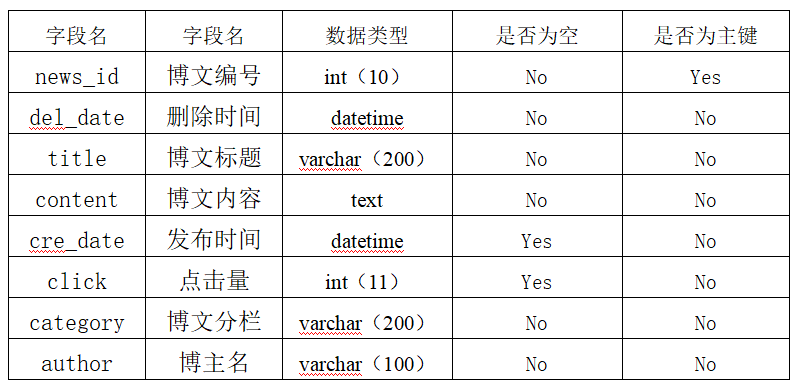 字段名 字段名 数据类型 是否为空 是否为主键
news_id 博文编号 int（10） No Yes
del_date 删除时间 datetime No No
title 博文标题 varchar（200） No No
content 博文内容 text No No
cre_date 发布时间 datetime Yes No
click 点击量 int（11） Yes No
category 博文分栏 varchar（200） No No
author 博主名 varchar（100） No No